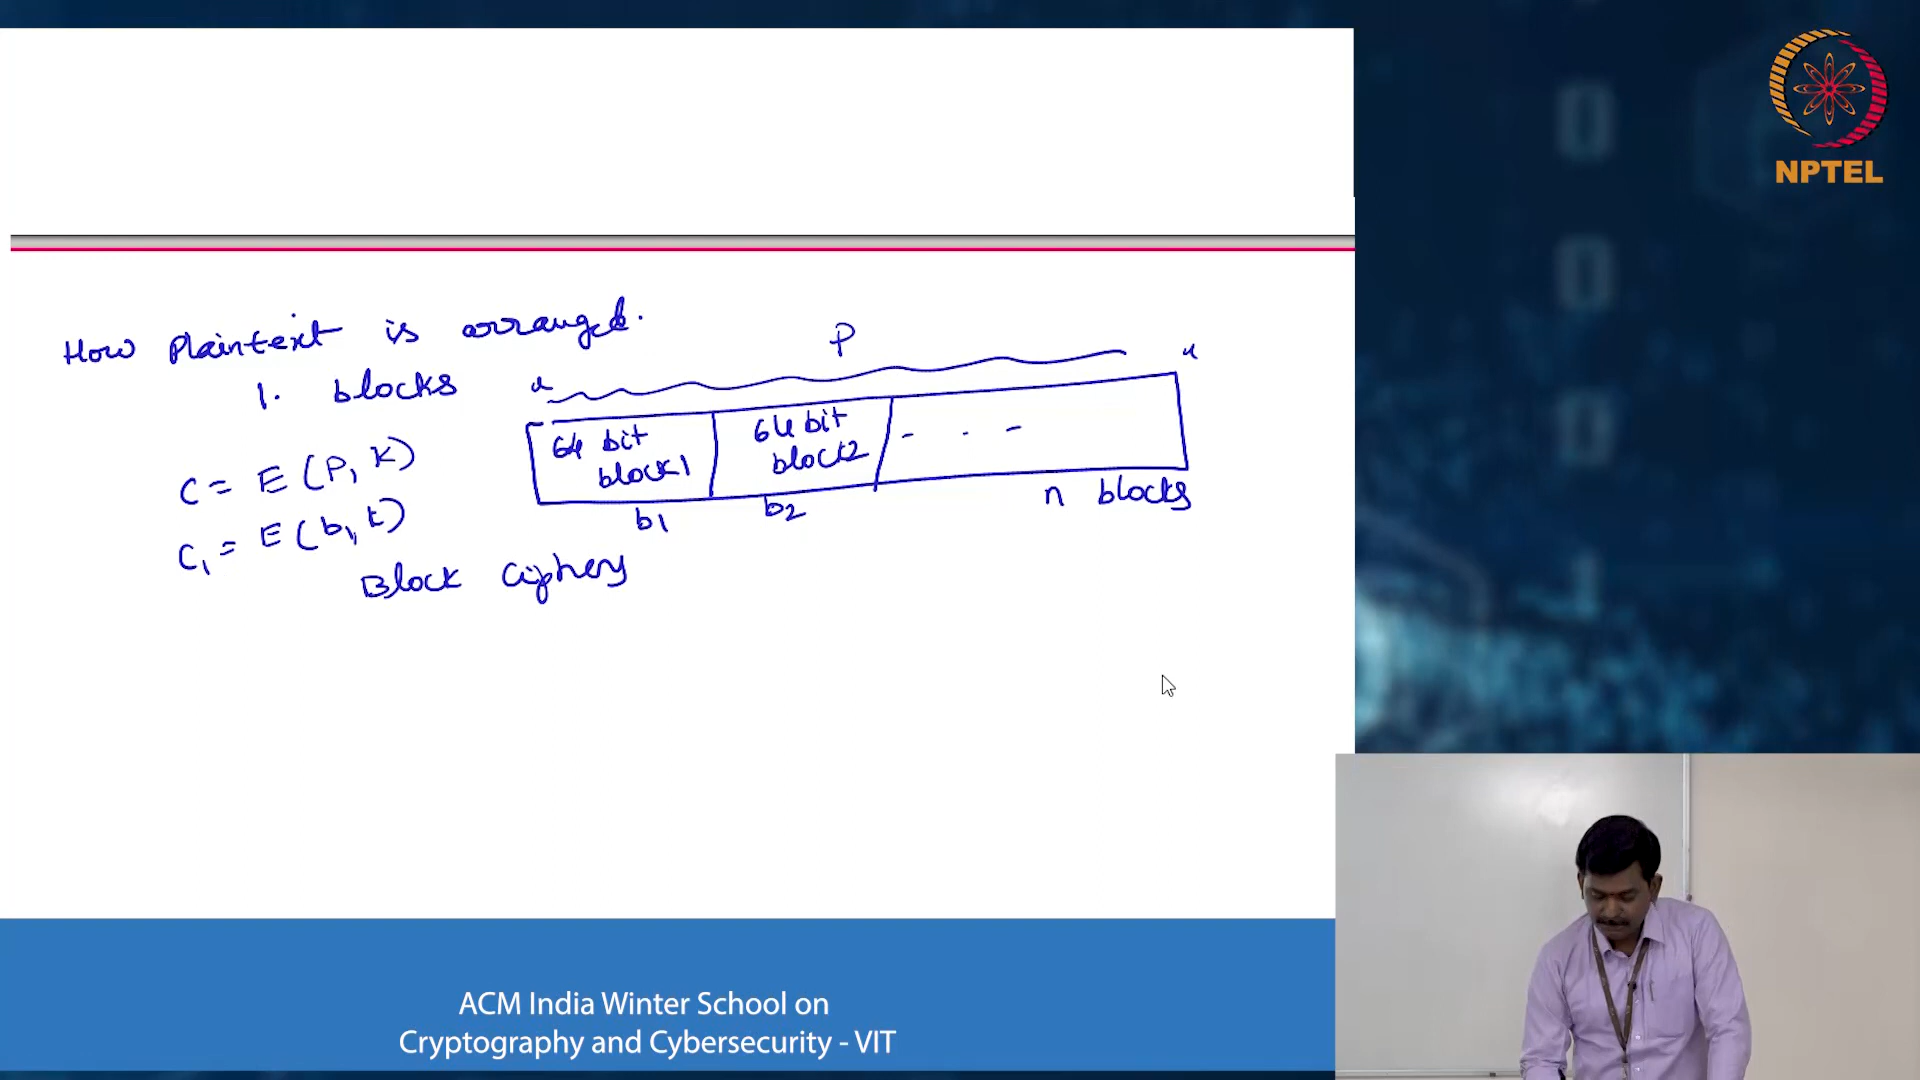 NPTEL
How Plaintext is arranged.
P
1. blocks
64 bit block1
64 bit block2
- . -
C = E (P, K)
b1
b2
n blocks
C1 = E (b1, k)
Block Ciphers
ACM India Winter School on
Cryptography and Cybersecurity - VIT